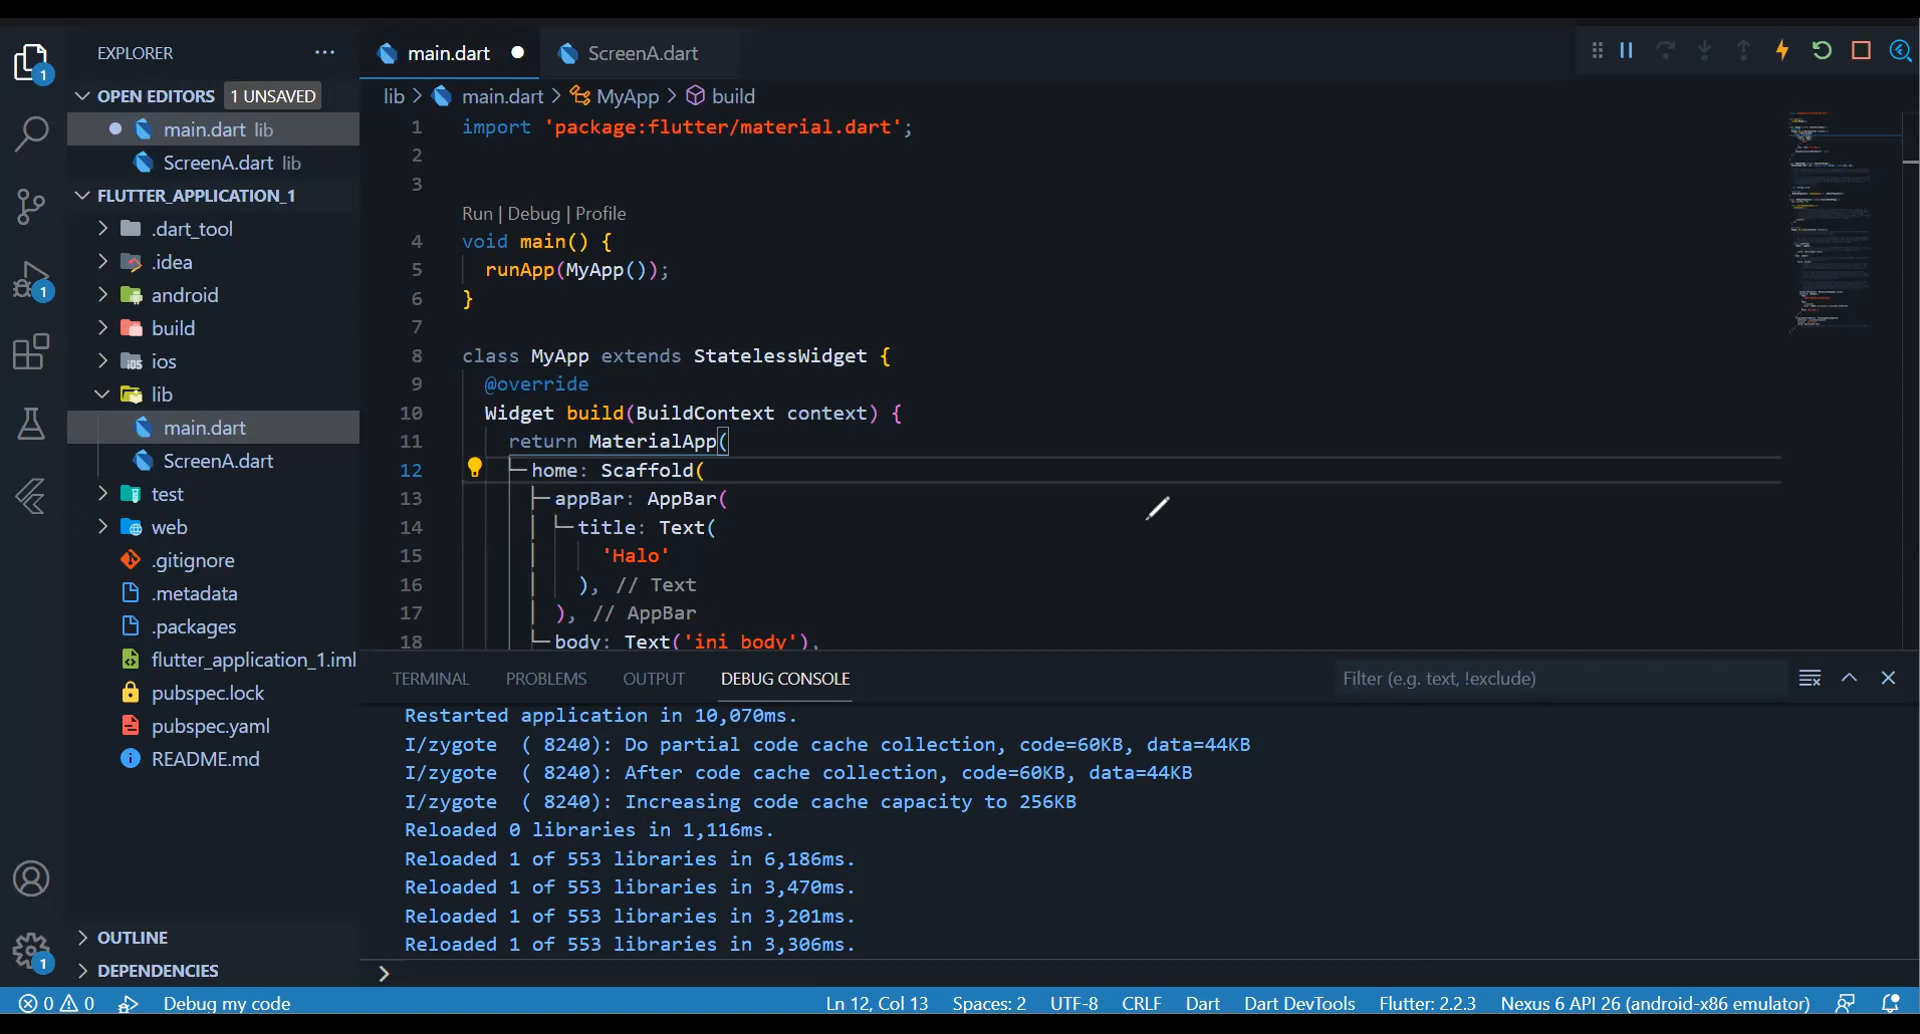 EXPLORER
main.dart
ScreenA.dart
1
OPEN EDITORS 1 UNSAVED
main.dart lib
ScreenA.dart lib
FLUTTER_APPLICATION_1
.dart_tool
.idea
android
build
ios
lib
main.dart
ScreenA.dart
test
web
.gitignore
.metadata
.packages
flutter_application_1.iml
pubspec.lock
pubspec.yaml
README.md
OUTLINE
DEPENDENCIES
1
1
lib > main.dart > MyApp > build
1 import 'package:flutter/material.dart';
2
3
Run | Debug | Profile
4 void main() {
5 runApp(MyApp());
6 }
7
8 class MyApp extends StatelessWidget {
9 @override
10 Widget build(BuildContext context) {
11 return MaterialApp(
12 home: Scaffold(
13 appBar: AppBar(
14 title: Text(
15 'Halo'
16 ), // Text
17 ), // AppBar
18 body: Text('ini body'),
TERMINAL PROBLEMS OUTPUT DEBUG CONSOLE Filter (e.g. text, !exclude)
Restarted application in 10,070ms.
I/zygote ( 8240): Do partial code cache collection, code=60KB, data=44KB
I/zygote ( 8240): After code cache collection, code=60KB, data=44KB
I/zygote ( 8240): Increasing code cache capacity to 256KB
Reloaded 0 libraries in 1,116ms.
Reloaded 1 of 553 libraries in 6,186ms.
Reloaded 1 of 553 libraries in 3,470ms.
Reloaded 1 of 553 libraries in 3,201ms.
Reloaded 1 of 553 libraries in 3,306ms.
>
0 0 Debug my code Ln 12, Col 13 Spaces: 2 UTF-8 CRLF Dart Dart DevTools Flutter: 2.2.3 Nexus 6 API 26 (android-x86 emulator)